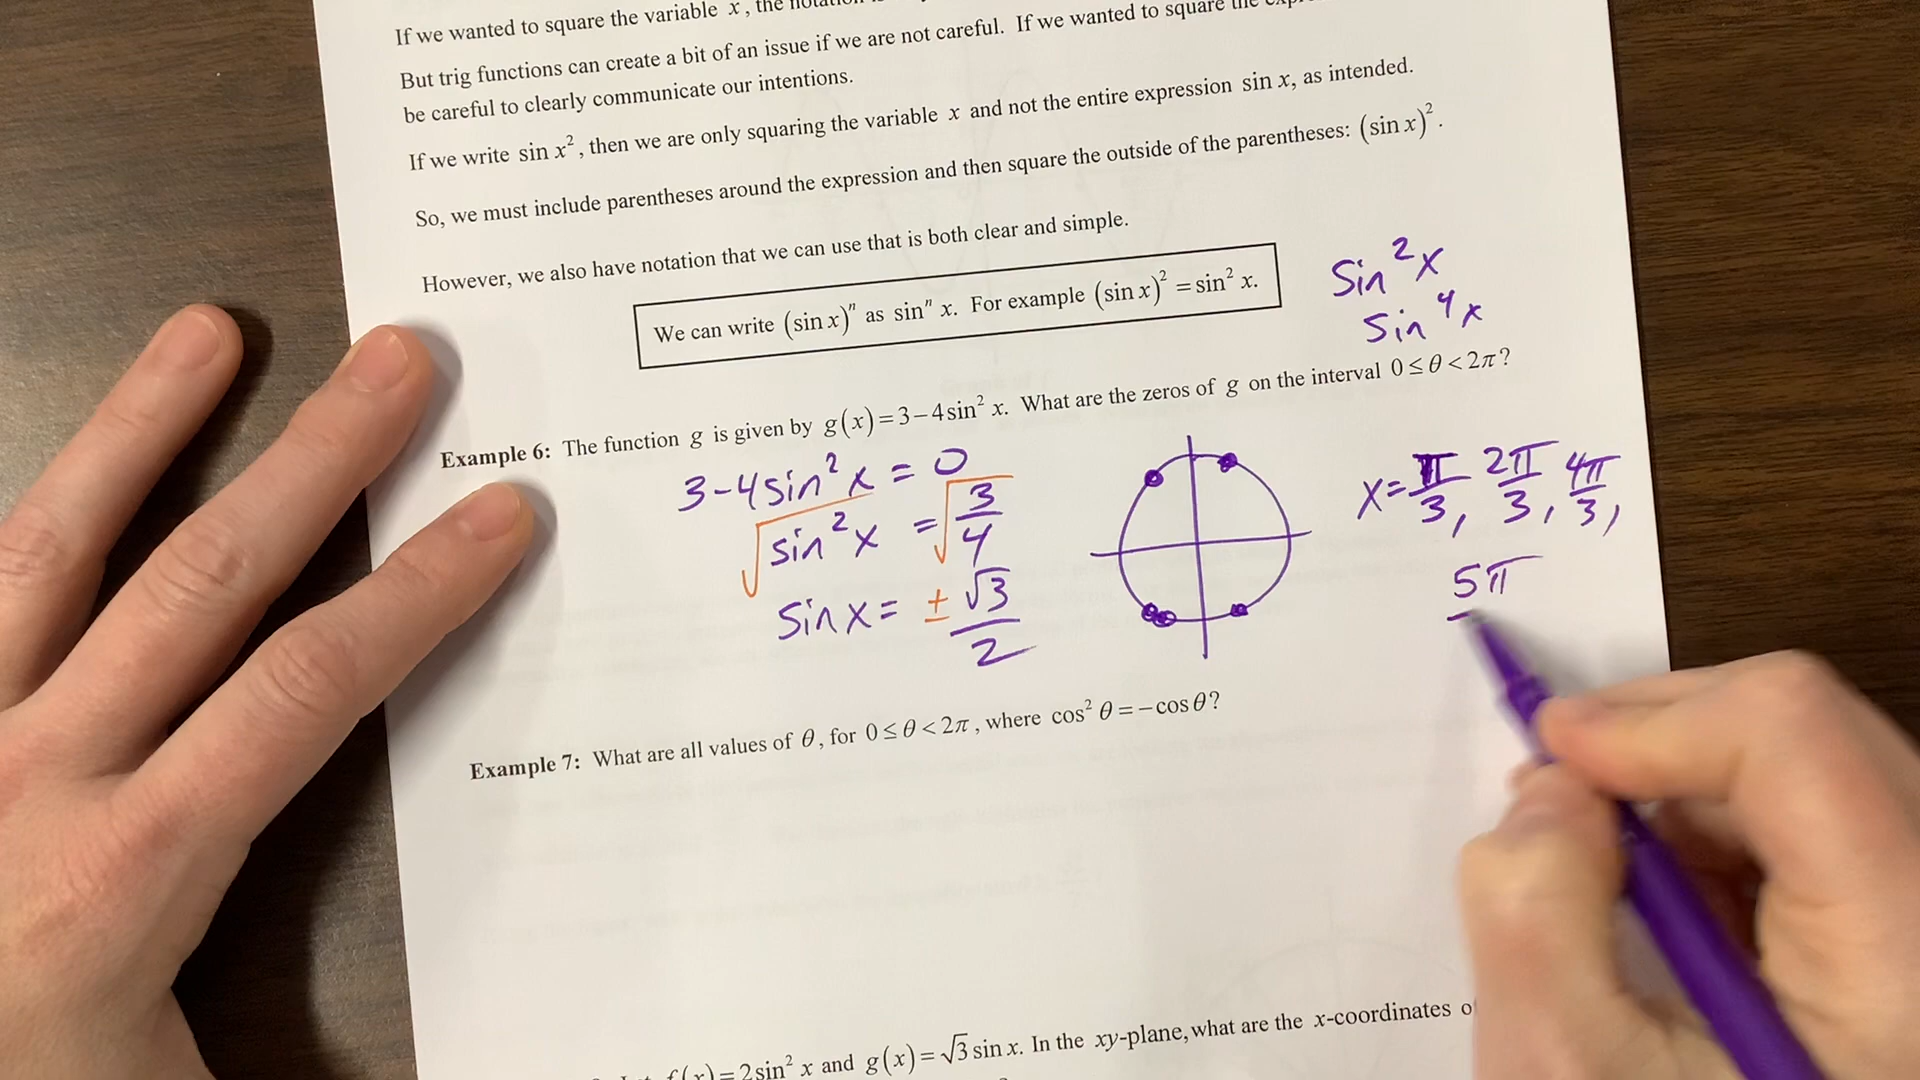 If we wanted to square the variable x, the
But trig functions can create a bit of an issue if we are not careful. If we wanted to square the
be careful to clearly communicate our intentions.
If we write sin x², then we are only squaring the variable x and not the entire expression sin x, as intended.
So, we must include parentheses around the expression and then square the outside of the parentheses: (sin x)².
However, we also have notation that we can use that is both clear and simple.
We can write (sin x)ⁿ as sinⁿ x. For example (sin x)² = sin² x.
sin²x
sin⁴x
Example 6: The function g is given by g(x) = 3 – 4 sin² x. What are the zeros of g on the interval 0 ≤ θ < 2π?
3-4sin²x = 0
√sin²x = √3/4
sin x = ± √3/2
x = π/3, 2π/3, 4π/3,
5π
Example 7: What are all values of θ, for 0 ≤ θ < 2π, where cos² θ = – cos θ?
f(x) = 2 sin² x and g(x) = √3 sin x. In the xy-plane, what are the x-coordinates